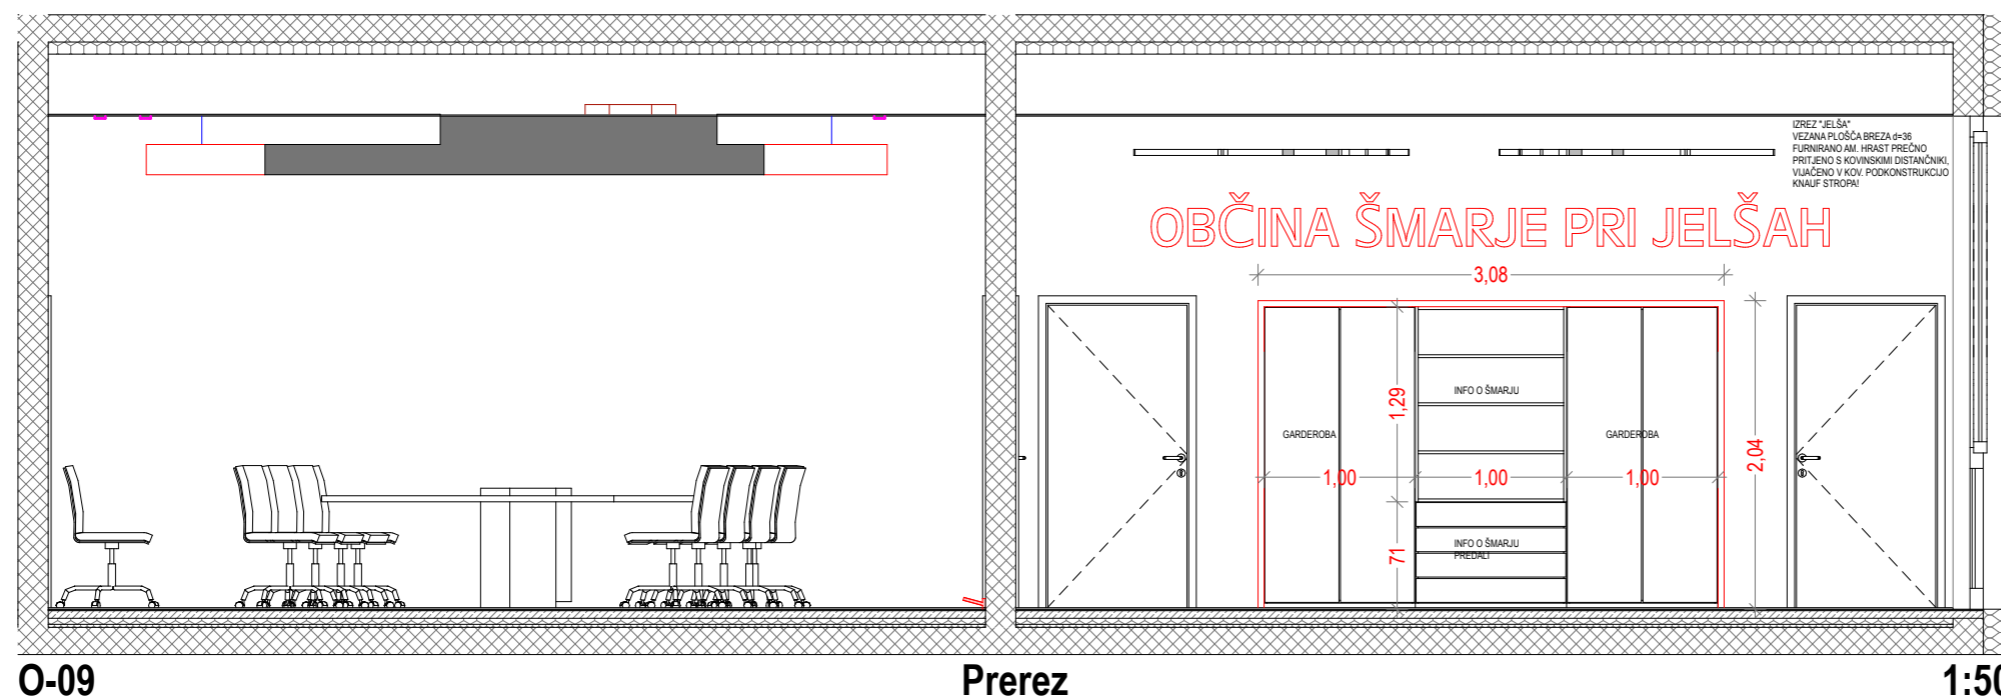 IZREZ "JELŠA"
VEZANA PLOŠČA BREZA d=36
FURNIRANO AM. HRAST PREČNO
PRITJENO S KOVINSKIMI DISTANČNIKI,
VIJAČENO V KOV. PODKONSTRUKCIJO
KNAUF STROPA!
OBČINA ŠMARJE PRI JELŠAH
3,08
1,29
INFO O ŠMARJU
GARDEROBA
GARDEROBA
2,04
1,00
1,00
1,00
71
INFO O ŠMARJU
PREDALI
O-09
Prerez
1:50